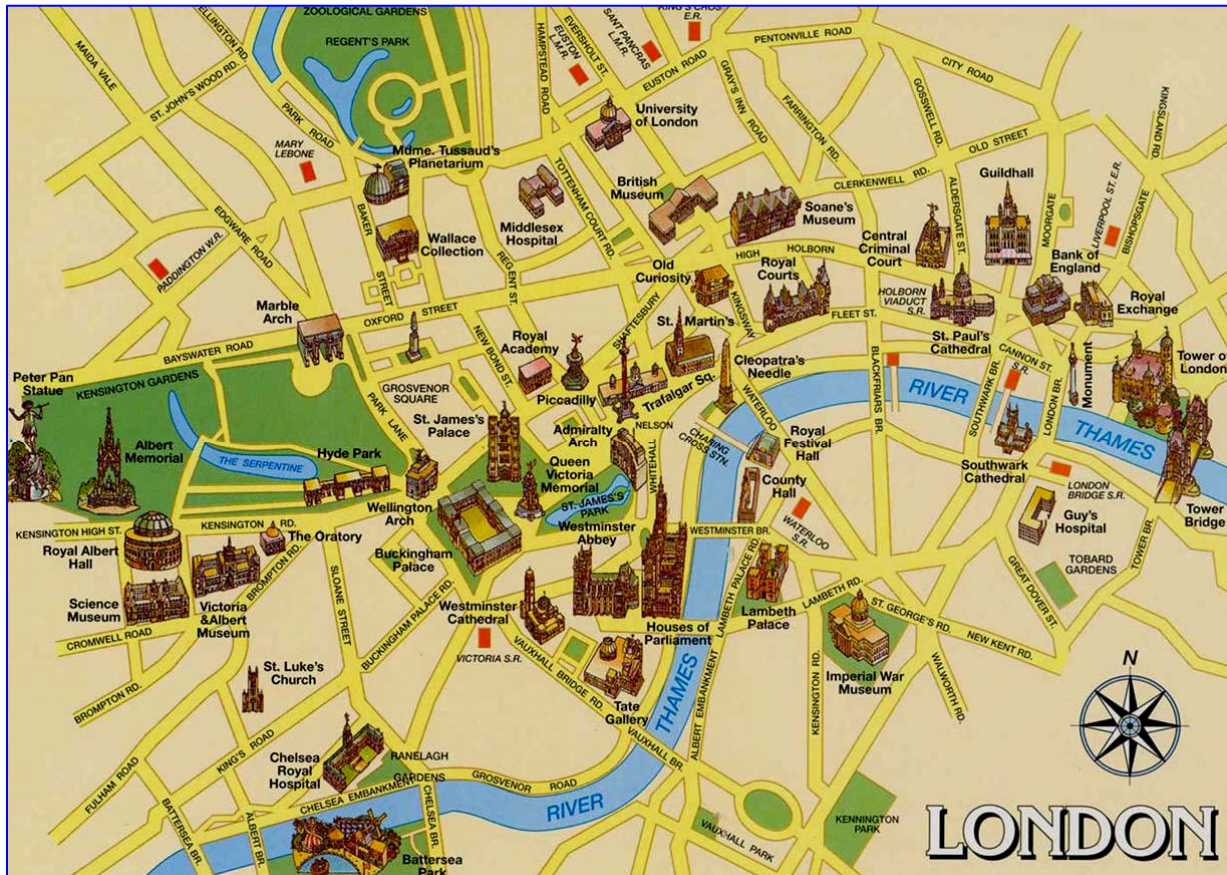 ZOOLOGICAL GARDENS
REGENT'S PARK
WELLINGTON RD.
MAIDA VALE
ST. JOHN'S WOOD RD.
PARK ROAD
HAMPSTEAD ROAD
EVERSHOLT ST.
EUSTON
L.M.R.
SANT PANCRAS
L.M.R.
KING'S CROS
E.R.
EUSTON ROAD
PENTONVILLE ROAD
CITY ROAD
GRAY'S INN ROAD
FARRINGTON RD.
GOSSWELL RD.
OLD STREET
KINGSLAND RD.
University
of London
MARY
LEBONE
Mdme. Tussaud's
Planetarium
TOTTENHAM COURT RD.
British
Museum
CLERKENWELL RD.
Soane's
Museum
ALDERSGATE ST.
Guildhall
MOORGATE
LIVERPOOL ST. E.R.
BISHOPSGATE
EDGWARE ROAD
PADDINGTON W.R.
BAKER
STREET
Wallace
Collection
Middlesex
Hospital
REGENT ST.
HIGH HOLBORN
Central
Criminal
Court
Old
Curiosity
Royal
Courts
KINGSWAY
HOLBORN
VIADUCT
S.R.
Bank of
England
Royal
Exchange
Marble
Arch
OXFORD STREET
NEW BOND ST.
Royal
Academy
SHAFTESBURY
St.
Martin's
FLEET ST.
St. Paul's
Cathedral
CANNON ST.
S.R.
BAYSWATER ROAD
Peter Pan
Statue
KENSINGTON GARDENS
GROSVENOR
SQUARE
PARK LANE
Piccadilly
Trafalgar Sq.
Cleopatra's
Needle
BLACKFRIARS BR.
RIVER
SOUTHWARK BR.
LONDON BR.
Monument
Tower of
London
St. James's
Palace
Admiralty
Arch
NELSON
WATERLOO
THAMES
Albert
Memorial
THE SERPENTINE
Hyde Park
Queen
Victoria
Memorial
WHITEHALL
CHARING
CROSS STN.
Royal
Festival
Hall
Southwark
Cathedral
LONDON
BRIDGE S.R.
Wellington
Arch
ST. JAMES'S
PARK
County
Hall
WATERLOO
S.R.
Guy's
Hospital
Tower
Bridge
KENSINGTON HIGH ST.
KENSINGTON RD.
Royal Albert
Hall
The Oratory
Buckingham
Palace
Westminster
Abbey
WESTMINSTER BR.
TOBARD
GARDENS
TOWER BR.
Science
Museum
Victoria
&Albert
Museum
BROMPTON RD.
SLOANE STREET
BUCKINGHAM PALACE RD.
Westminster
Cathedral
LAMBETH PALACE RD.
Lambeth
Palace
LAMBETH RD.
ST. GEORGE'S RD.
NEW KENT RD.
GREAT DOVER ST.
CROMWELL ROAD
VICTORIA S.R.
Houses of
Parliament
VAUXHALL BRIDGE RD.
Imperial War
Museum
WALWORTH RD.
KENSINGTON RD.
N
BROMPTON RD.
St. Luke's
Church
Tate
Gallery
THAMES
ALBERT EMBANKMENT
VAUXHALL BR.
FULHAM ROAD
KING'S ROAD
Chelsea
Royal
Hospital
RANELAGH
GARDENS
GROSVENOR ROAD
RIVER
CHELSEA EMBANKMENT
CHELSEA BR.
BATTERSEA BR.
ALBERT BR.
Battersea
Park
VAUXHALL PARK
KENNINGTON
PARK
LONDON